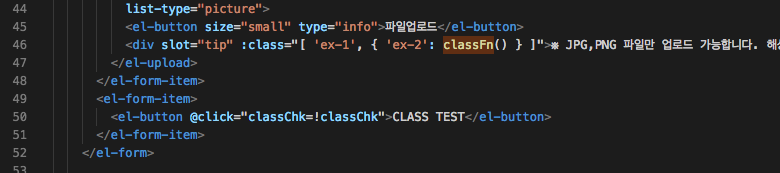 44 list-type="picture">
45 <el-button size="small" type="info">파일업로드</el-button>
46 <div slot="tip" :class="[ 'ex-1', { 'ex-2': classFn() } ]">※ JPG,PNG 파일만 업로드 가능합니다.
47 </el-upload>
48 </el-form-item>
49 <el-form-item>
50 <el-button @click="classChk=!classChk">CLASS TEST</el-button>
51 </el-form-item>
52 </el-form>
53